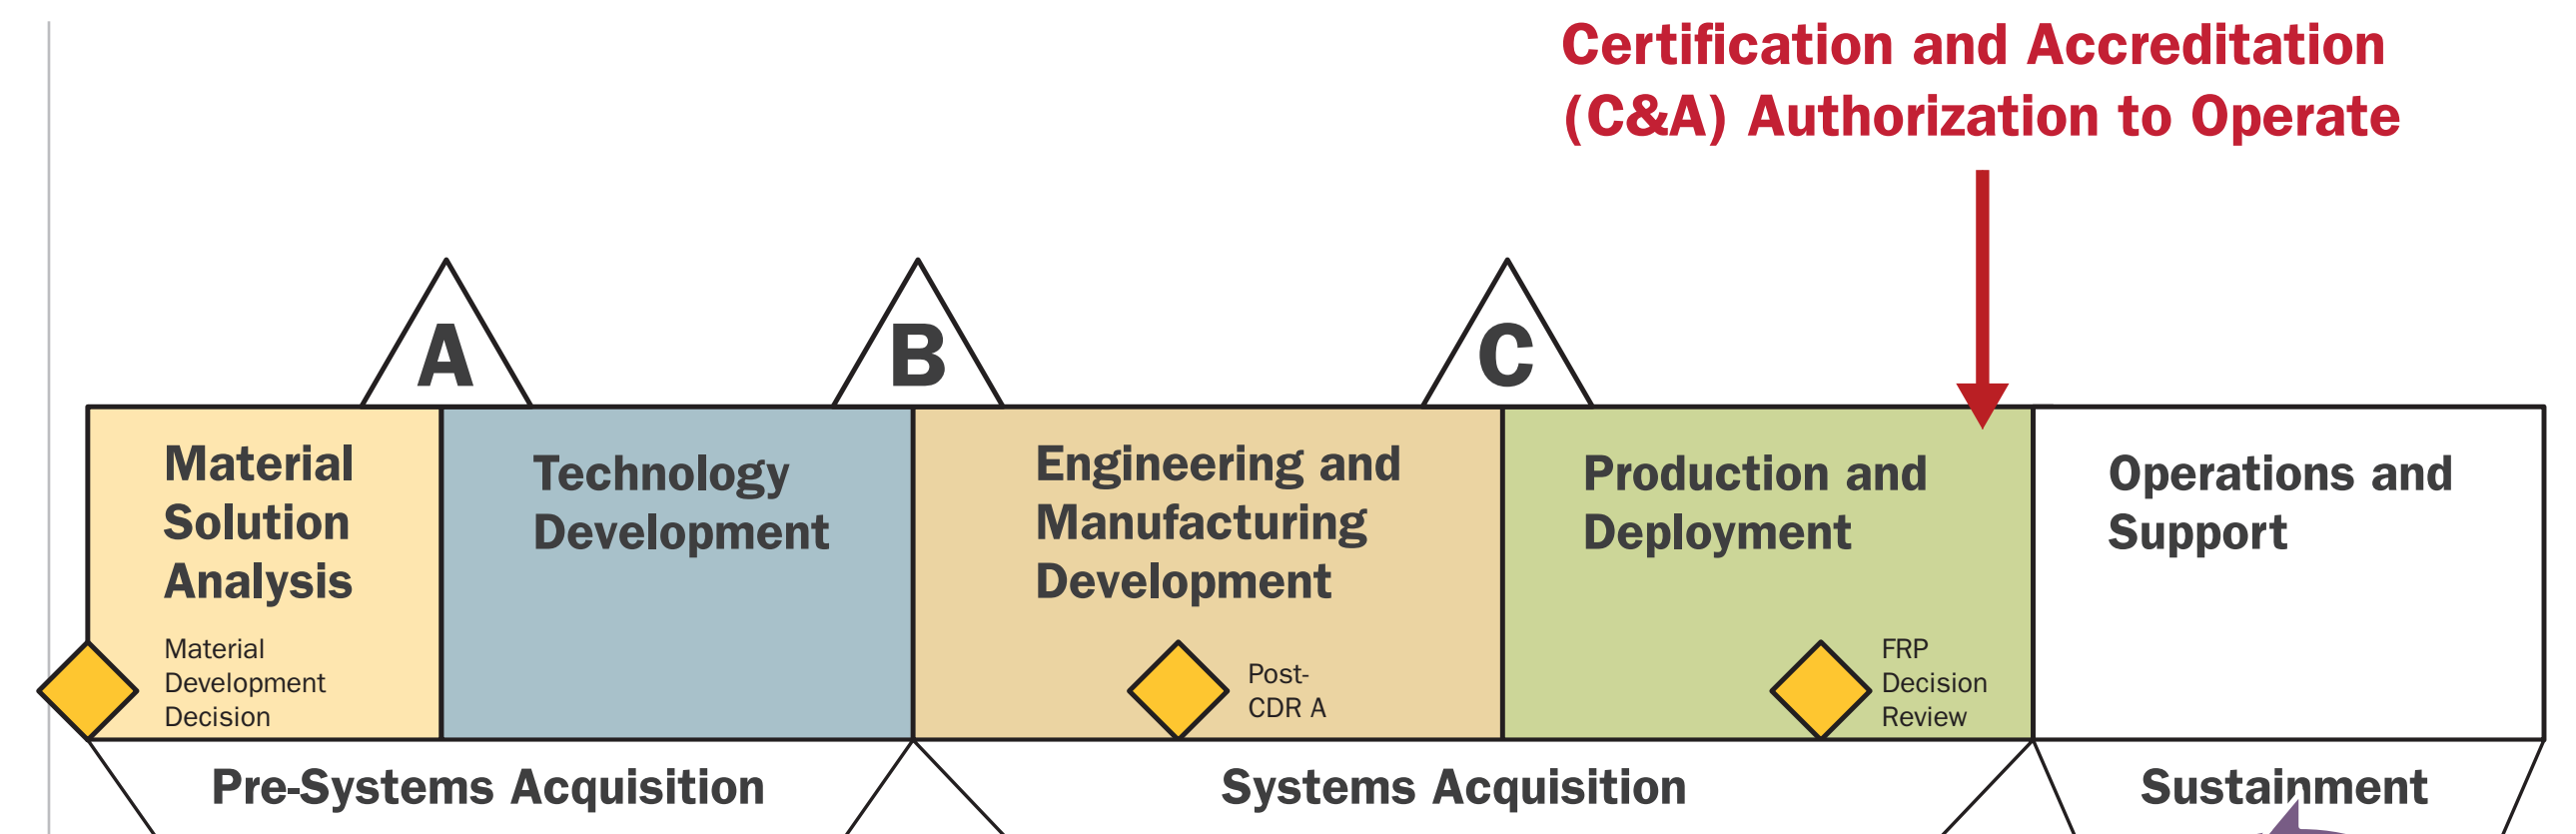 Certification and Accreditation
(C&A) Authorization to Operate
A
B
C
Material
Solution
Analysis
Material
Development
Decision
Technology
Development
Engineering and
Manufacturing
Development
Post-
CDR A
Production and
Deployment
FRP
Decision
Review
Operations and
Support
Pre-Systems Acquisition
Systems Acquisition
Sustainment